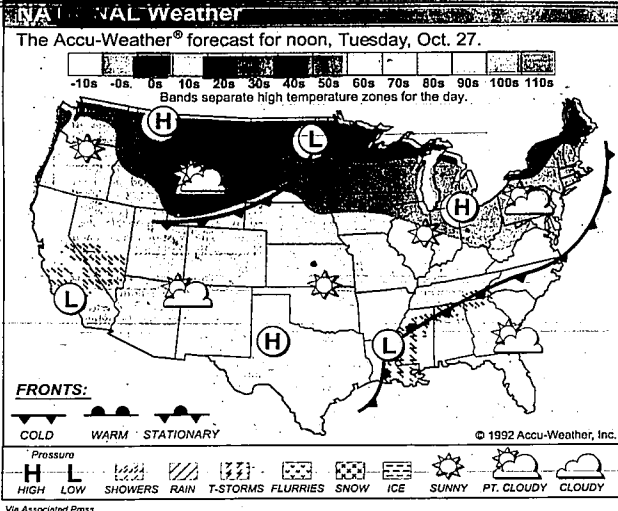 NATIONAL Weather
The Accu-Weather® forecast for noon, Tuesday, Oct. 27.
-10s -0s 0s 10s 20s 30s 40s 50s 60s 70s 80s 90s 100s 110s
Bands separate high temperature zones for the day.
H
L
H
L
H
L
FRONTS:
COLD WARM STATIONARY
© 1992 Accu-Weather, Inc.
Pressure
H L
HIGH LOW SHOWERS RAIN T-STORMS FLURRIES SNOW ICE SUNNY PT. CLOUDY CLOUDY
Via Associated Press